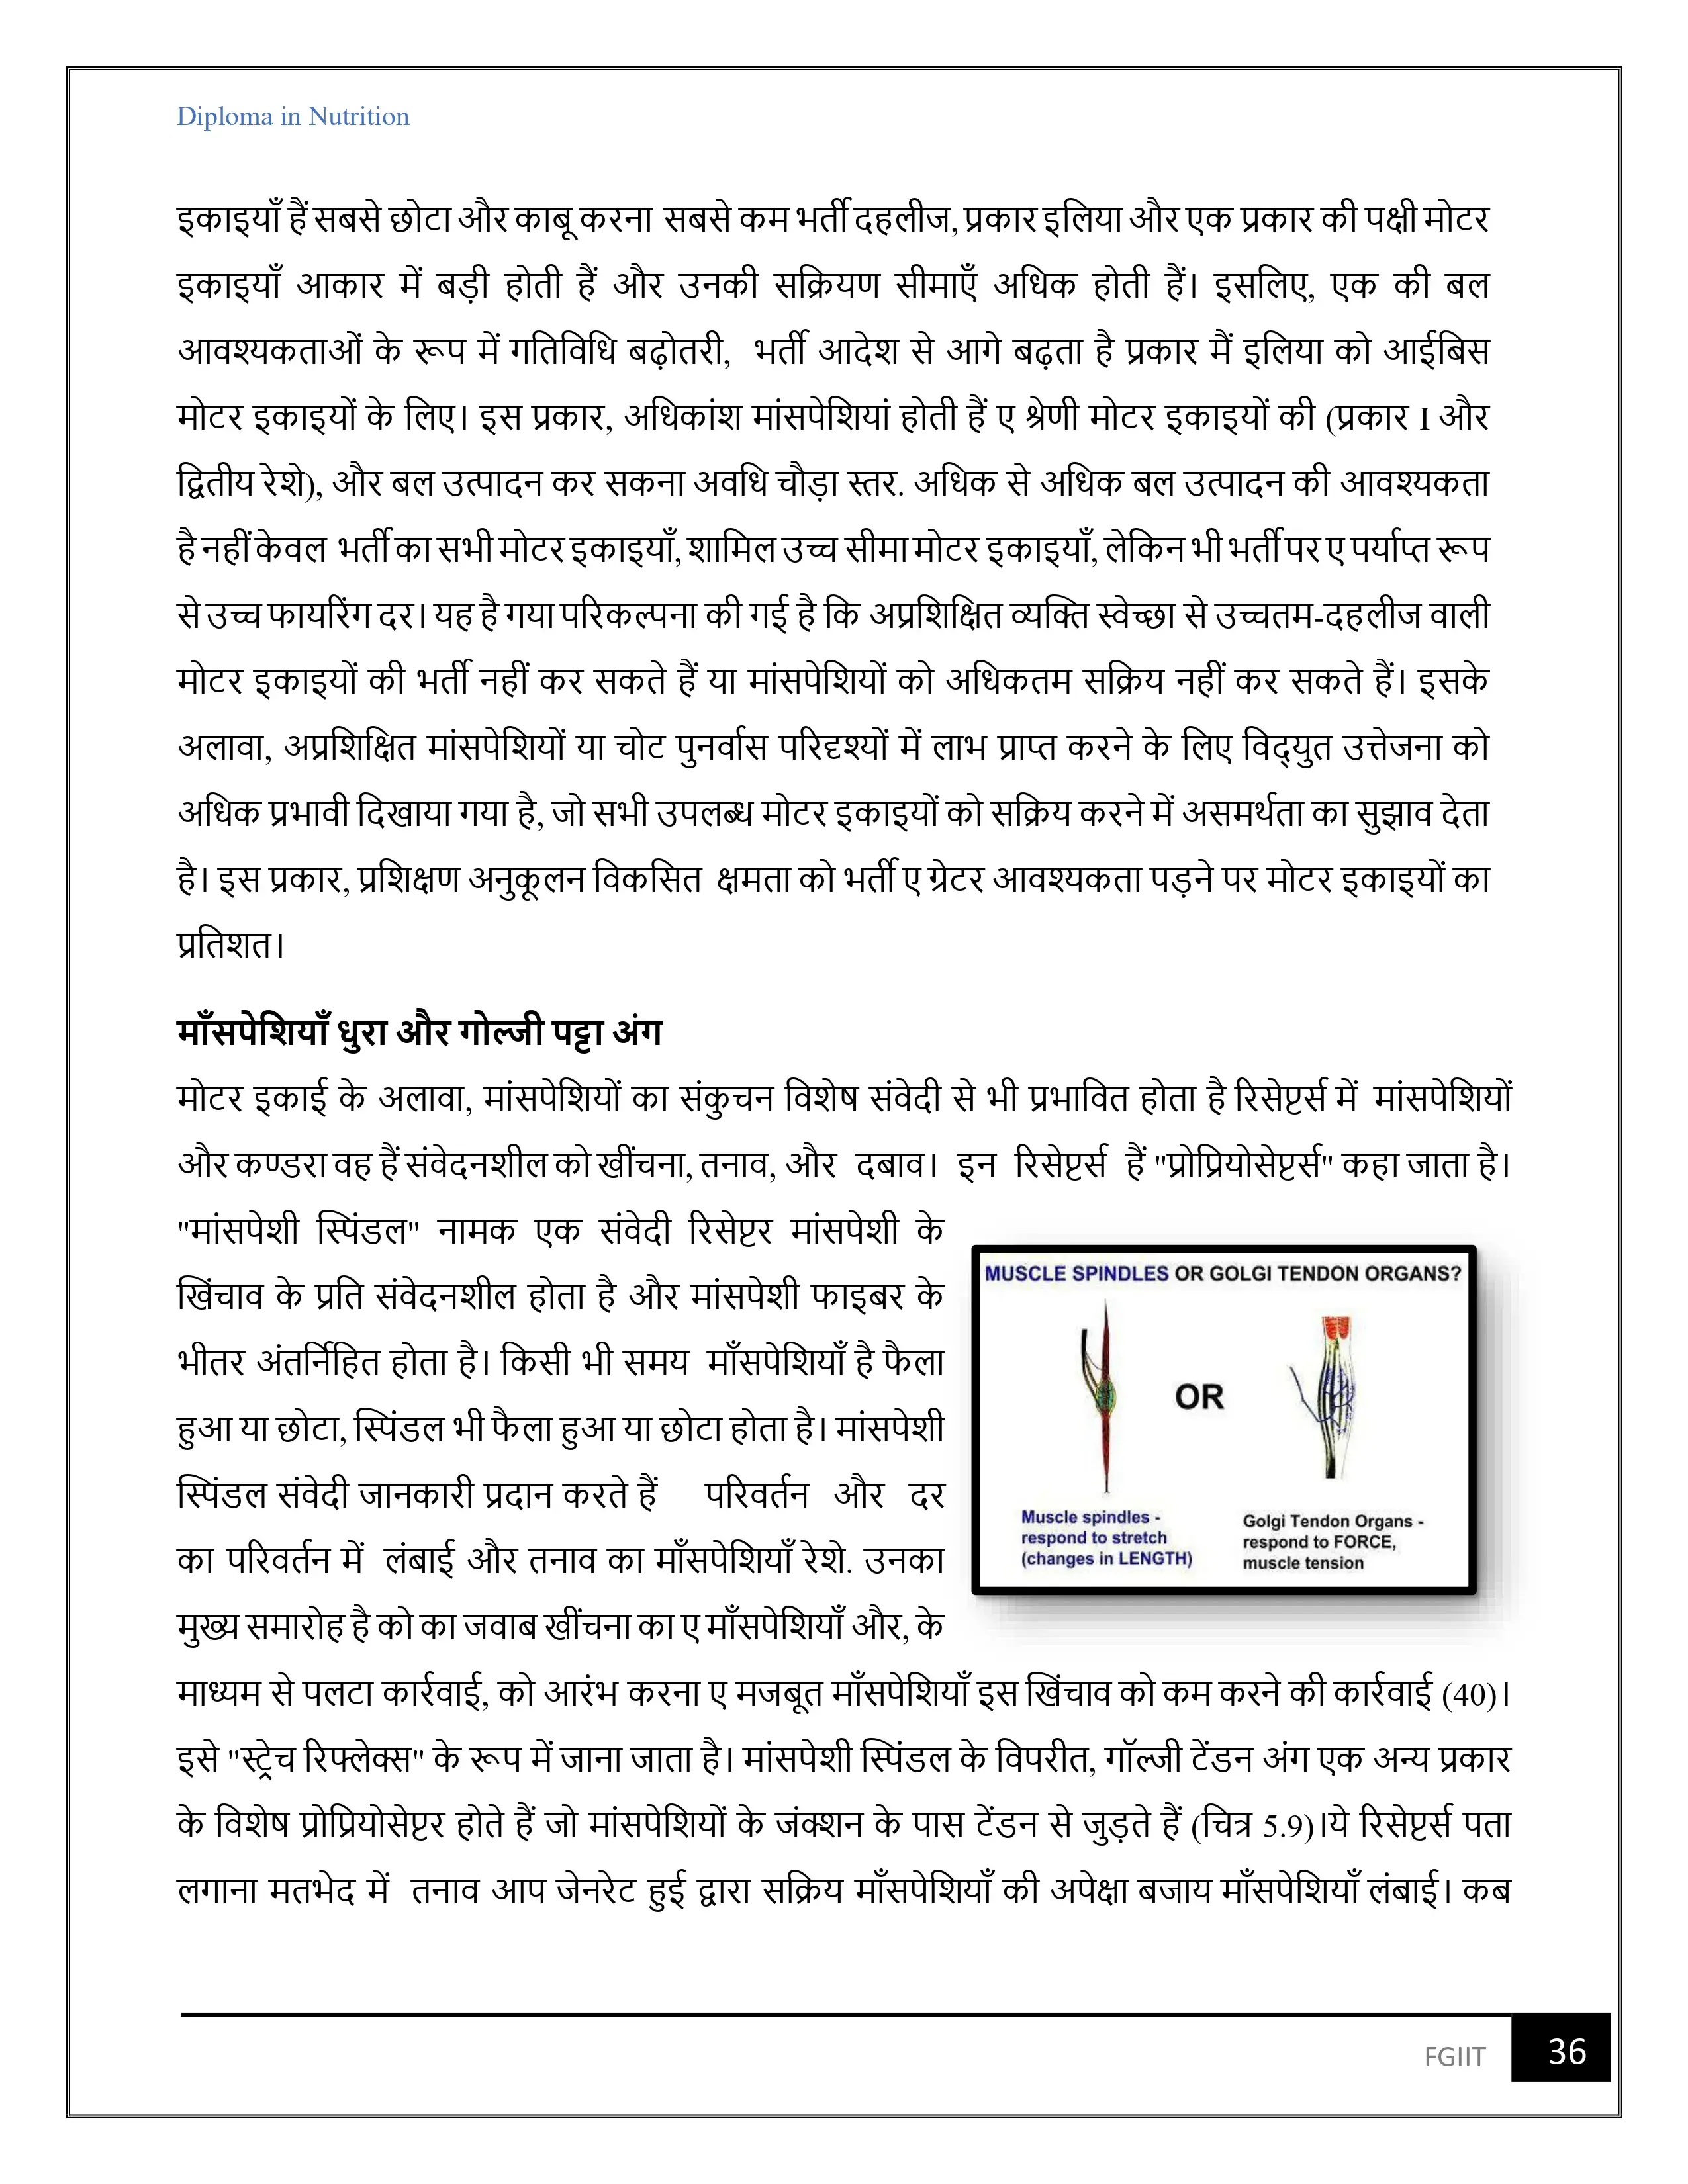 Diploma in Nutrition
इकाइयाँ हैं सबसे छोटा और काबू करना सबसे कम भर्ती दहलीज, प्रकार इलिया और एक प्रकार की पक्षी मोटर
इकाइयाँ आकार में बड़ी होती हैं और उनकी सक्रियण सीमाएँ अधिक होती हैं। इसलिए, एक की बल
आवश्यकताओं के रूप में गतिविधि बढ़ोतरी, भर्ती आदेश से आगे बढ़ता है प्रकार मैं इलिया को आईबिस
मोटर इकाइयों के लिए। इस प्रकार, अधिकांश मांसपेशियां होती हैं ए श्रेणी मोटर इकाइयों की (प्रकार I और
द्वितीय रेशे), और बल उत्पादन कर सकना अवधि चौड़ा स्तर. अधिक से अधिक बल उत्पादन की आवश्यकता
है नहीं केवल भर्ती का सभी मोटर इकाइयाँ, शामिल उच्च सीमा मोटर इकाइयाँ, लेकिन भी भर्ती पर ए पर्याप्त रूप
से उच्च फायरिंग दर। यह है गया परिकल्पना की गई है कि अप्रशिक्षित व्यक्ति स्वेच्छा से उच्चतम-दहलीज वाली
मोटर इकाइयों की भर्ती नहीं कर सकते हैं या मांसपेशियों को अधिकतम सक्रिय नहीं कर सकते हैं। इसके
अलावा, अप्रशिक्षित मांसपेशियों या चोट पुनर्वास परिदृश्यों में लाभ प्राप्त करने के लिए विद्युत उत्तेजना को
अधिक प्रभावी दिखाया गया है, जो सभी उपलब्ध मोटर इकाइयों को सक्रिय करने में असमर्थता का सुझाव देता
है। इस प्रकार, प्रशिक्षण अनुकूलन विकसित क्षमता को भर्ती ए ग्रेटर आवश्यकता पड़ने पर मोटर इकाइयों का
प्रतिशत।
माँसपेशियाँ धुरा और गोल्जी पट्टा अंग
मोटर इकाई के अलावा, मांसपेशियों का संकुचन विशेष संवेदी से भी प्रभावित होता है रिसेप्टर्स में मांसपेशियों
और कण्डरा वह हैं संवेदनशील को खींचना, तनाव, और दबाव। इन रिसेप्टर्स हैं "प्रोप्रियोसेप्टर्स" कहा जाता है।
"मांसपेशी स्पिंडल" नामक एक संवेदी रिसेप्टर मांसपेशी के
खिंचाव के प्रति संवेदनशील होता है और मांसपेशी फाइबर के
भीतर अंतर्निहित होता है। किसी भी समय माँसपेशियाँ है फैला
हुआ या छोटा, स्पिंडल भी फैला हुआ या छोटा होता है। मांसपेशी
स्पिंडल संवेदी जानकारी प्रदान करते हैं परिवर्तन और दर
का परिवर्तन में लंबाई और तनाव का माँसपेशियाँ रेशे. उनका
मुख्य समारोह है को का जवाब खींचना का ए माँसपेशियाँ और, के
MUSCLE SPINDLES OR GOLGI TENDON ORGANS?
OR
Muscle spindles -
respond to stretch
(changes in LENGTH)
Golgi Tendon Organs -
respond to FORCE,
muscle tension
माध्यम से पलटा कार्रवाई, को आरंभ करना ए मजबूत माँसपेशियाँ इस खिंचाव को कम करने की कार्रवाई (40)।
इसे "स्ट्रेच रिफ्लेक्स" के रूप में जाना जाता है। मांसपेशी स्पिंडल के विपरीत, गॉल्जी टेंडन अंग एक अन्य प्रकार
के विशेष प्रोप्रियोसेप्टर होते हैं जो मांसपेशियों के जंक्शन के पास टेंडन से जुड़ते हैं (चित्र 5.9)।ये रिसेप्टर्स पता
लगाना मतभेद में तनाव आप जेनरेट हुई द्वारा सक्रिय माँसपेशियाँ की अपेक्षा बजाय माँसपेशियाँ लंबाई। कब
FGIIT 36